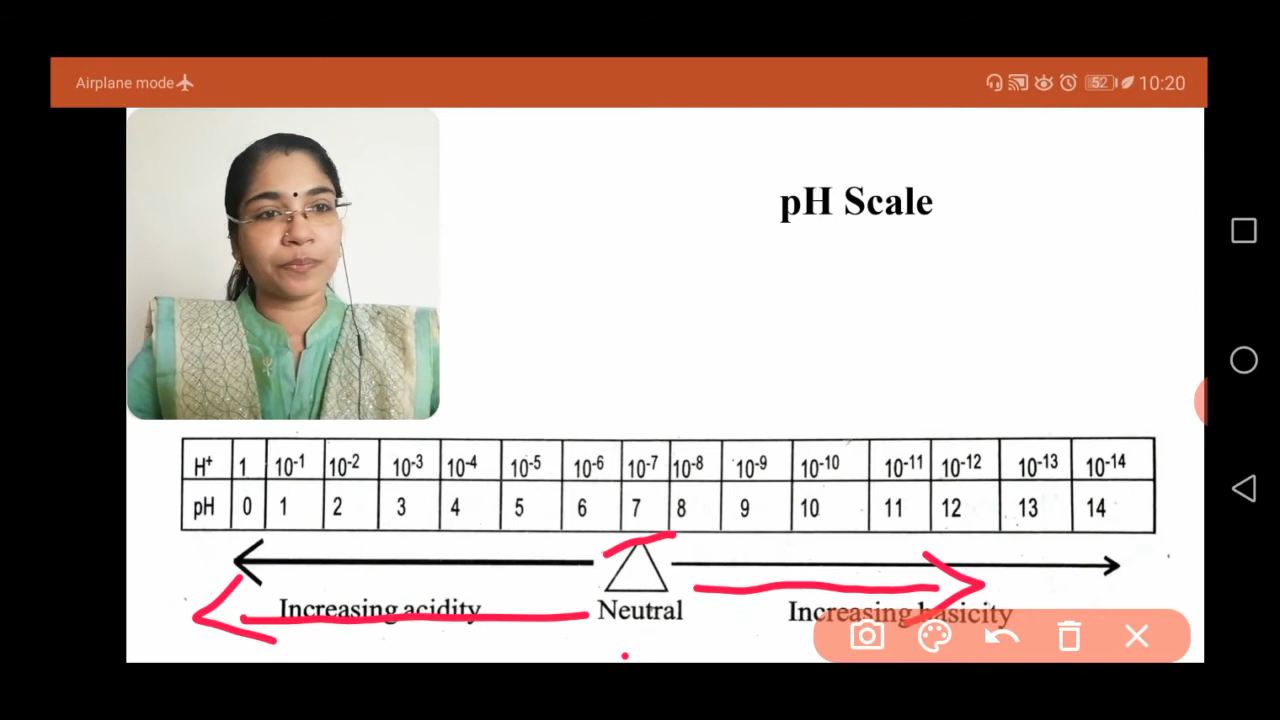 Airplane mode 52 10:20
pH Scale
H⁺ 1 10⁻¹ 10⁻² 10⁻³ 10⁻⁴ 10⁻⁵ 10⁻⁶ 10⁻⁷ 10⁻⁸ 10⁻⁹ 10⁻¹⁰ 10⁻¹¹ 10⁻¹² 10⁻¹³ 10⁻¹⁴
pH 0 1 2 3 4 5 6 7 8 9 10 11 12 13 14
Increasing acidity Neutral Increasing basicity